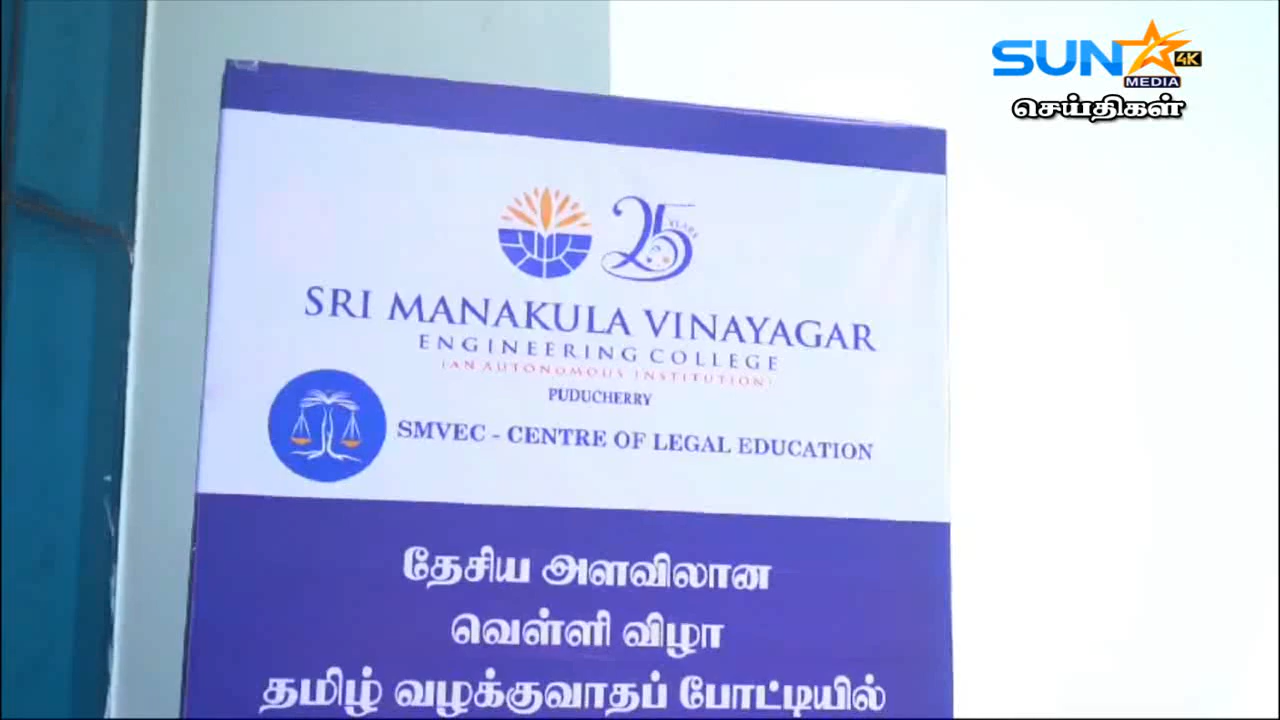 SUN
4K
MEDIA
செய்திகள்
25
YEARS
SRI MANAKULA VINAYAGAR
ENGINEERING COLLEGE
(AN AUTONOMOUS INSTITUTION)
PUDUCHERRY
SMVEC - CENTRE OF LEGAL EDUCATION
தேசிய அளவிலான
வெள்ளி விழா
தமிழ் வழக்குவாதப் போட்டியில்